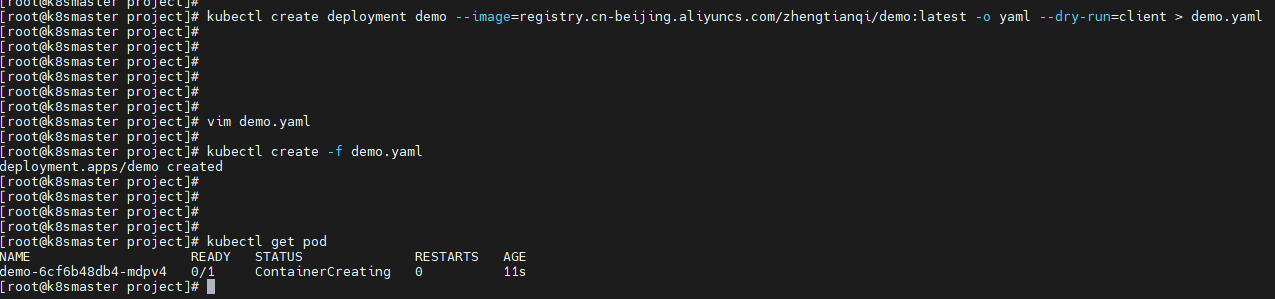 [root@k8smaster project]#
[root@k8smaster project]# kubectl create deployment demo --image=registry.cn-beijing.aliyuncs.com/zhengtianqi/demo:latest -o yaml --dry-run=client > demo.yaml
[root@k8smaster project]#
[root@k8smaster project]#
[root@k8smaster project]#
[root@k8smaster project]#
[root@k8smaster project]#
[root@k8smaster project]#
[root@k8smaster project]# vim demo.yaml
[root@k8smaster project]#
[root@k8smaster project]# kubectl create -f demo.yaml
deployment.apps/demo created
[root@k8smaster project]#
[root@k8smaster project]#
[root@k8smaster project]#
[root@k8smaster project]#
[root@k8smaster project]# kubectl get pod
NAME READY STATUS RESTARTS AGE
demo-6cf6b48db4-mdpv4 0/1 ContainerCreating 0 11s
[root@k8smaster project]#